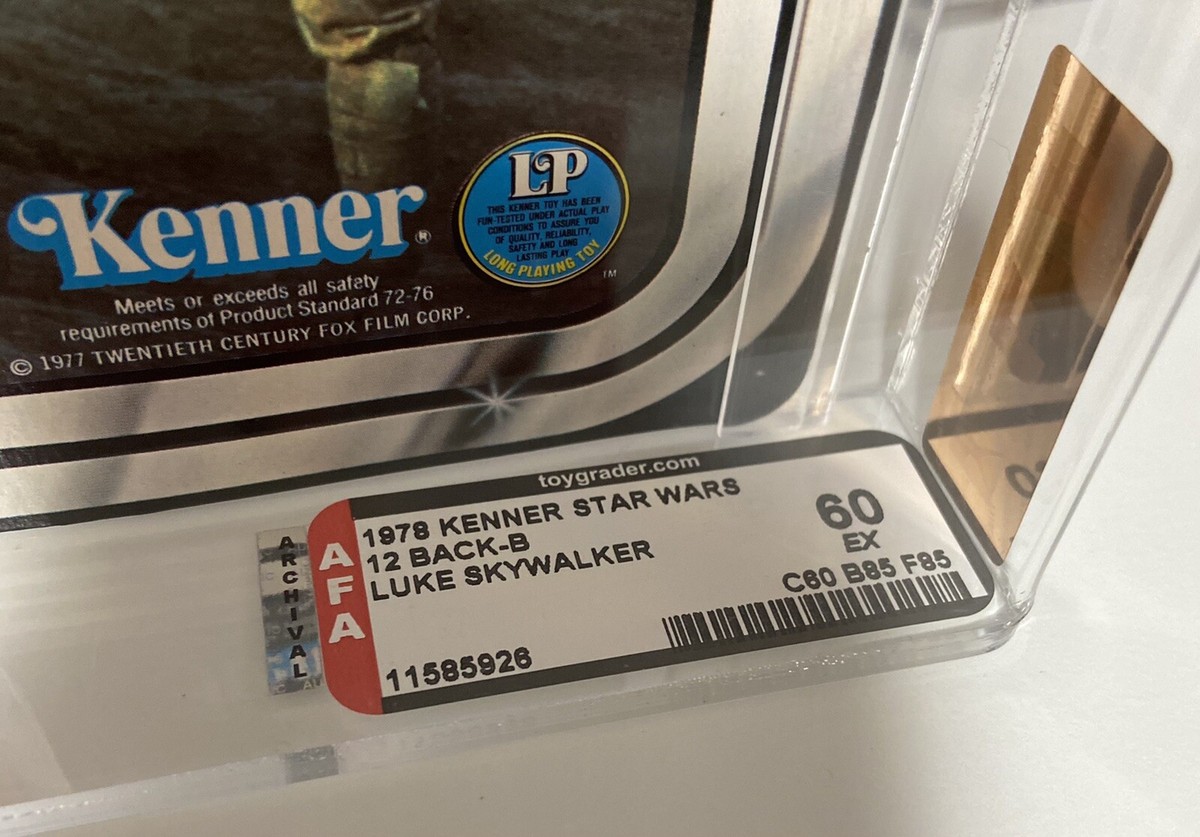 Kenner®
Meets or exceeds all safety
requirements of Product Standard 72-76
© 1977 TWENTIETH CENTURY FOX FILM CORP.
LP
THIS KENNER TOY HAS BEEN
FUN-TESTED UNDER ACTUAL PLAY
CONDITIONS TO ASSURE YOU
OF QUALITY, RELIABILITY,
SAFETY AND LONG
LASTING PLAY
LONG PLAYING TOY
TM
toygrader.com
ARCHIVAL
AFA
1978 KENNER STAR WARS
12 BACK-B
LUKE SKYWALKER
11585926
60
EX
C60 B85 F85